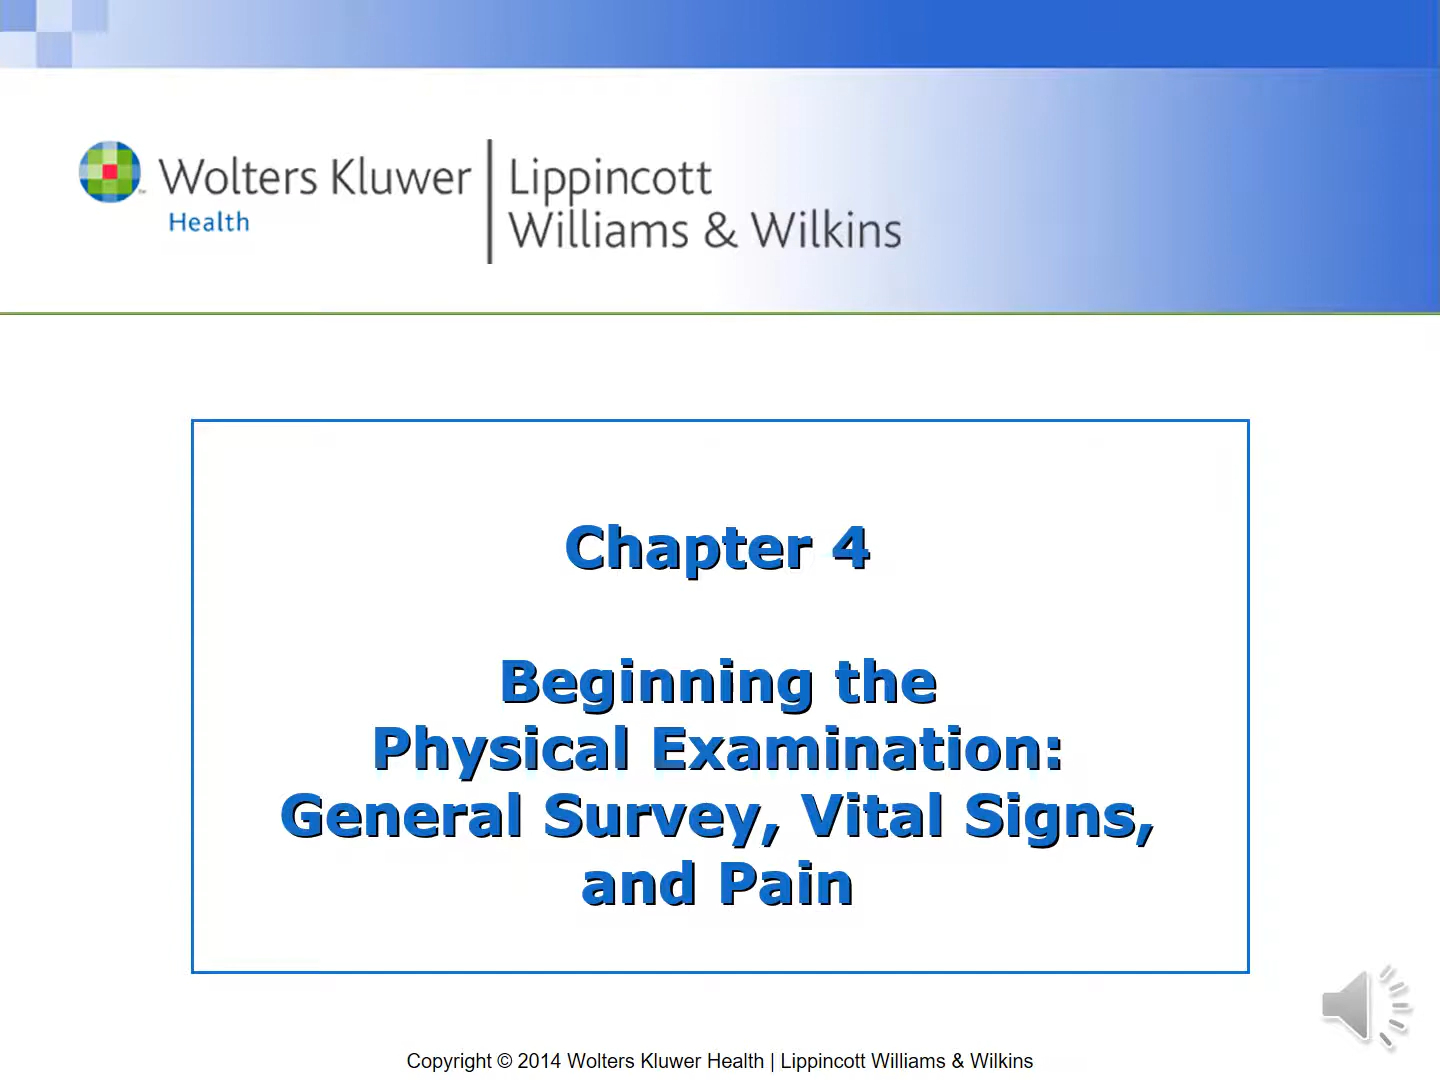 Wolters Kluwer
Health
Lippincott
Williams & Wilkins
Chapter 4
Beginning the
Physical Examination:
General Survey, Vital Signs,
and Pain
Copyright © 2014 Wolters Kluwer Health | Lippincott Williams & Wilkins